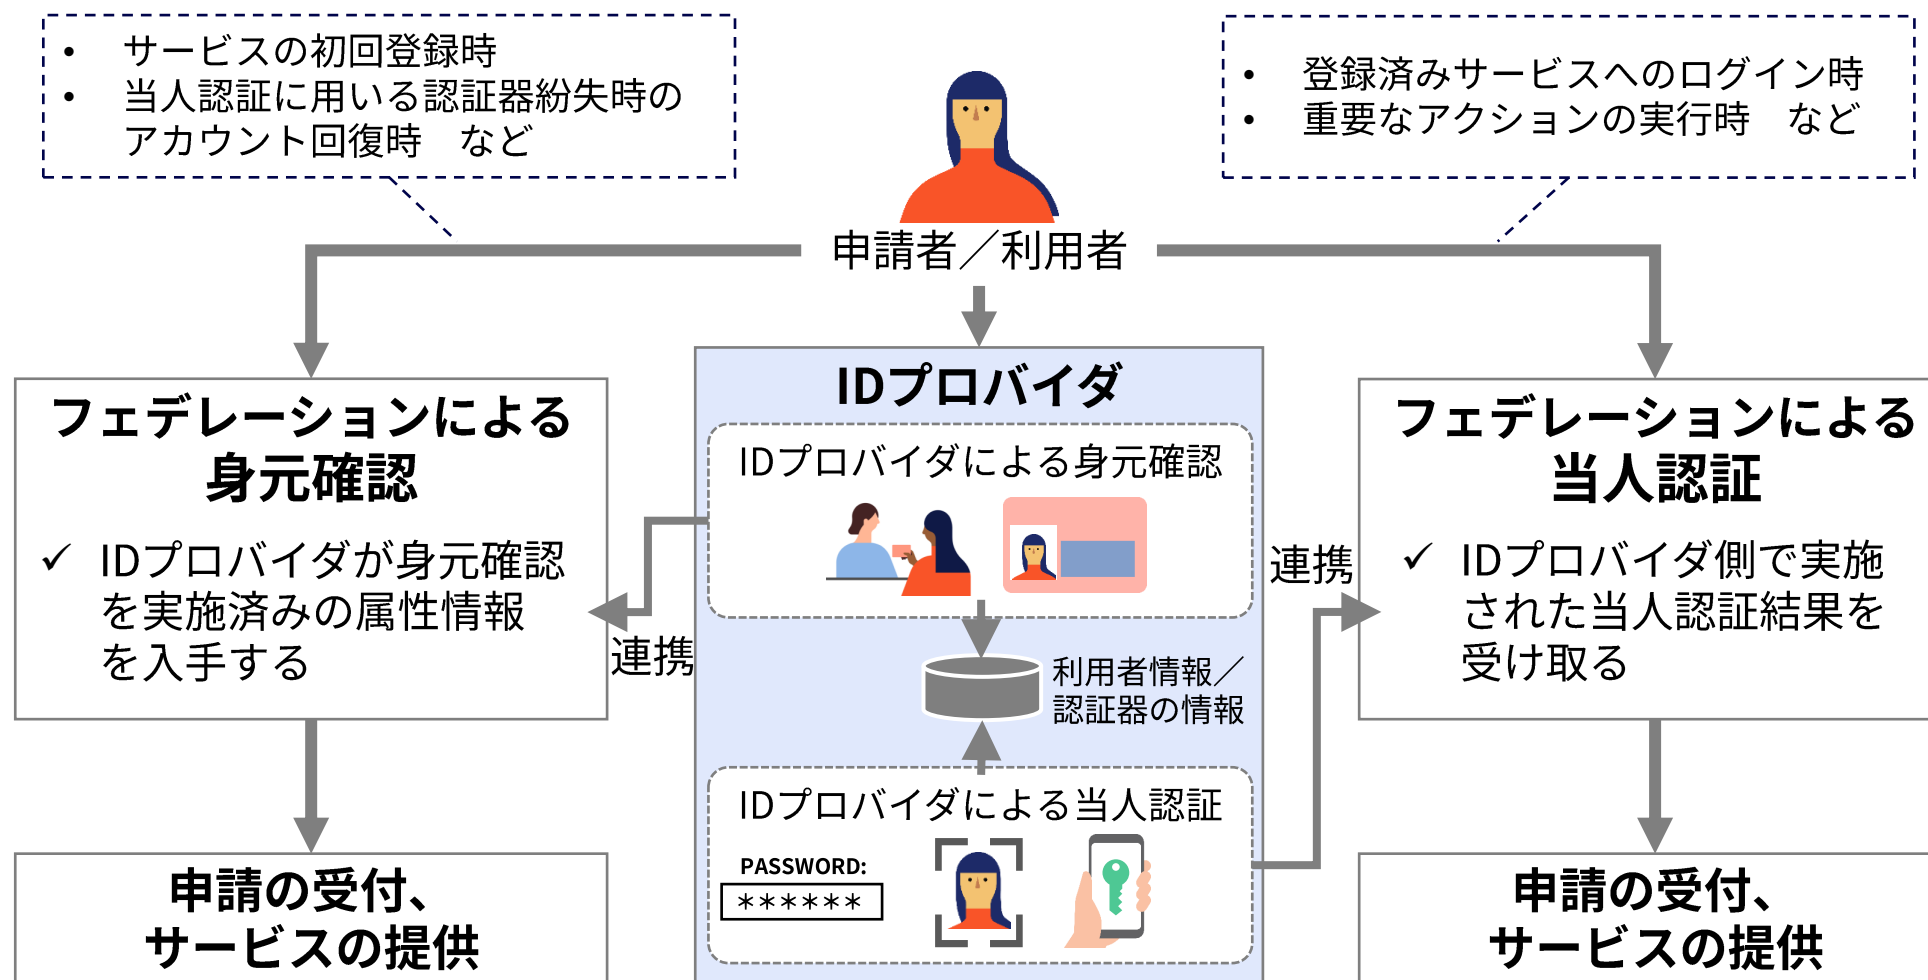 • サービスの初回登録時
• 当人認証に用いる認証器紛失時の
アカウント回復時　など
• 登録済みサービスへのログイン時
• 重要なアクションの実行時　など
申請者／利用者
フェデレーションによる
身元確認
✓ IDプロバイダが身元確認
を実施済みの属性情報
を入手する
連携
IDプロバイダ
IDプロバイダによる身元確認
利用者情報／
認証器の情報
IDプロバイダによる当人認証
PASSWORD:
＊＊＊＊＊＊
連携
フェデレーションによる
当人認証
✓ IDプロバイダ側で実施
された当人認証結果を
受け取る
申請の受付、
サービスの提供
申請の受付、
サービスの提供